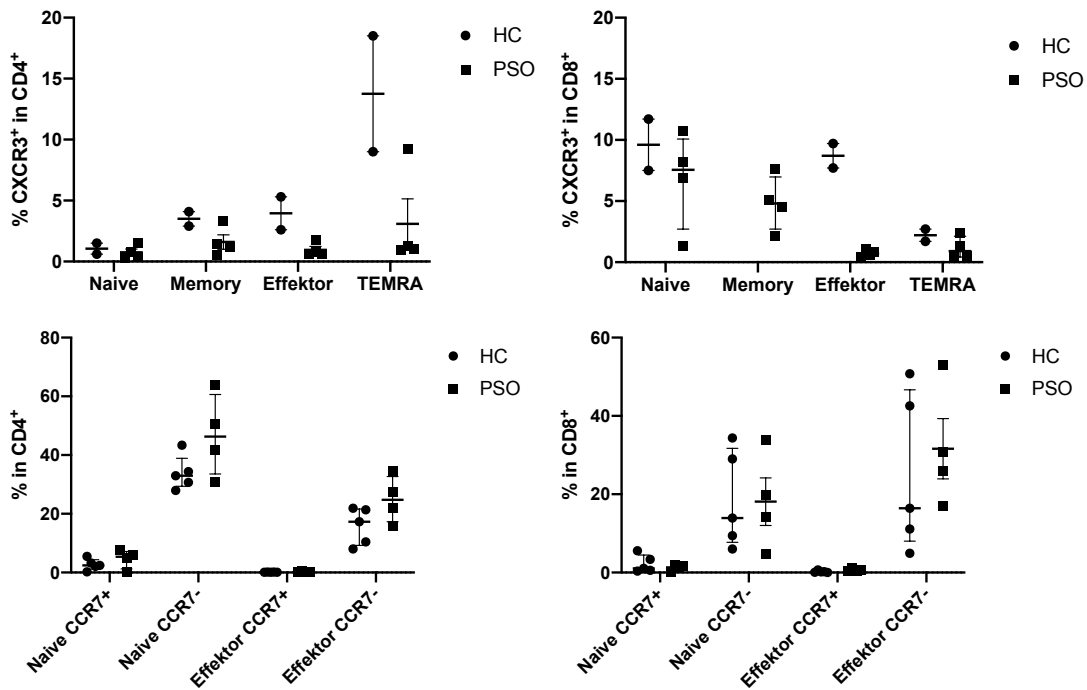 % CXCR3⁺ in CD4⁺
20
15
10
5
0
Naive Memory Effektor TEMRA
HC
PSO
% CXCR3⁺ in CD8⁺
20
15
10
5
0
Naive Memory Effektor TEMRA
HC
PSO
% in CD4⁺
80
60
40
20
0
Naive CCR7+
Naive CCR7-
Effektor CCR7+
Effektor CCR7-
HC
PSO
% in CD8⁺
60
40
20
0
Naive CCR7+
Naive CCR7-
Effektor CCR7+
Effektor CCR7-
HC
PSO